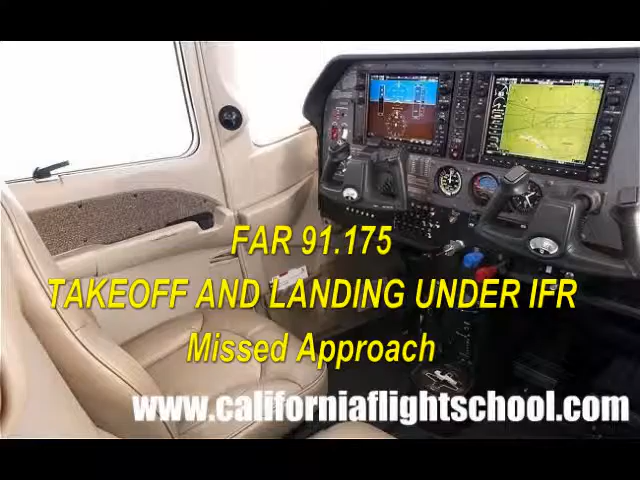 FAR 91.175
TAKEOFF AND LANDING UNDER IFR
Missed Approach
www.californiaflightschool.com